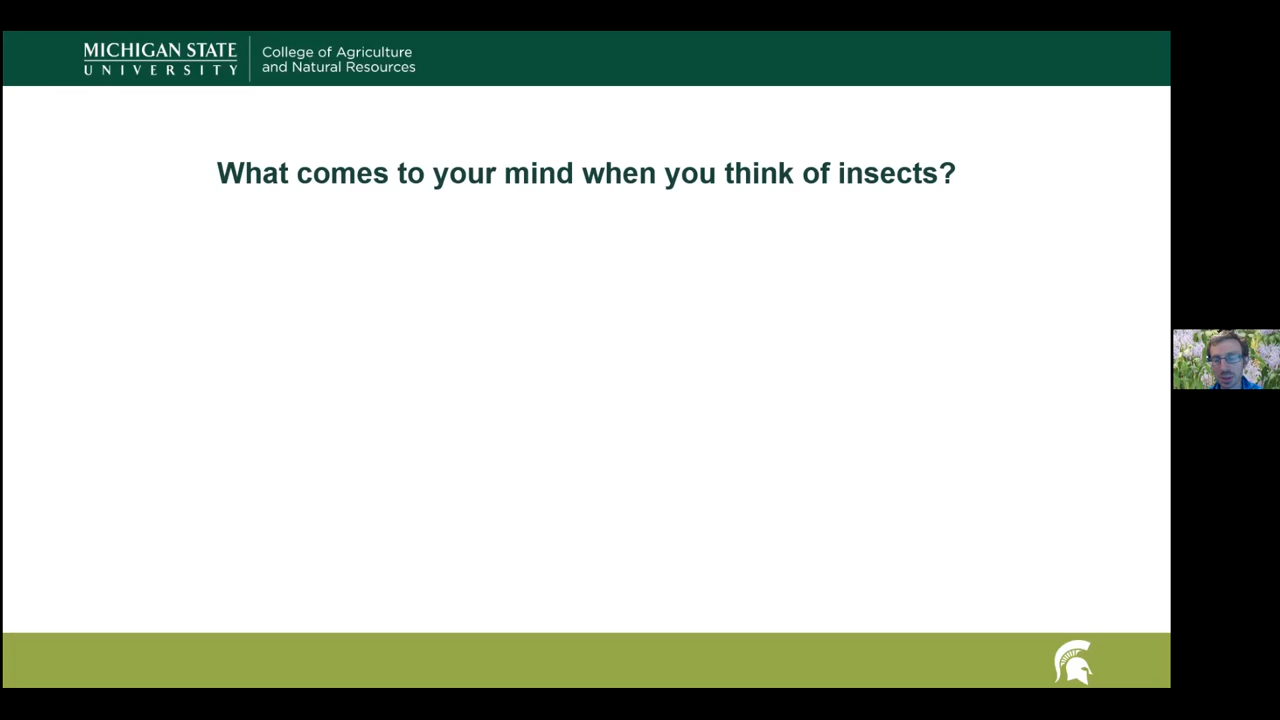 MICHIGAN STATE
UNIVERSITY
College of Agriculture
and Natural Resources
What comes to your mind when you think of insects?